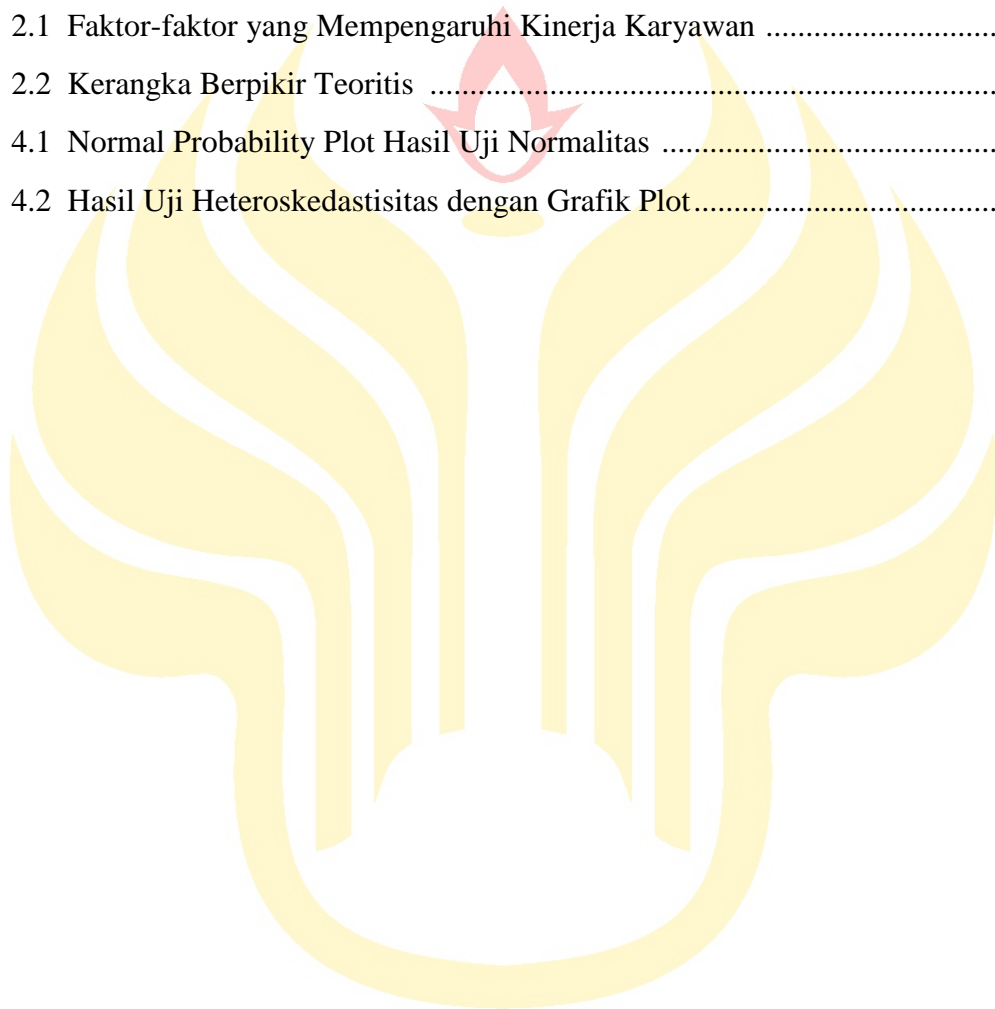 2.1 Faktor-faktor yang Mempengaruhi Kinerja Karyawan .............................
2.2 Kerangka Berpikir Teoritis ........................................................................
4.1 Normal Probability Plot Hasil Uji Normalitas ..........................................
4.2 Hasil Uji Heteroskedastisitas dengan Grafik Plot......................................